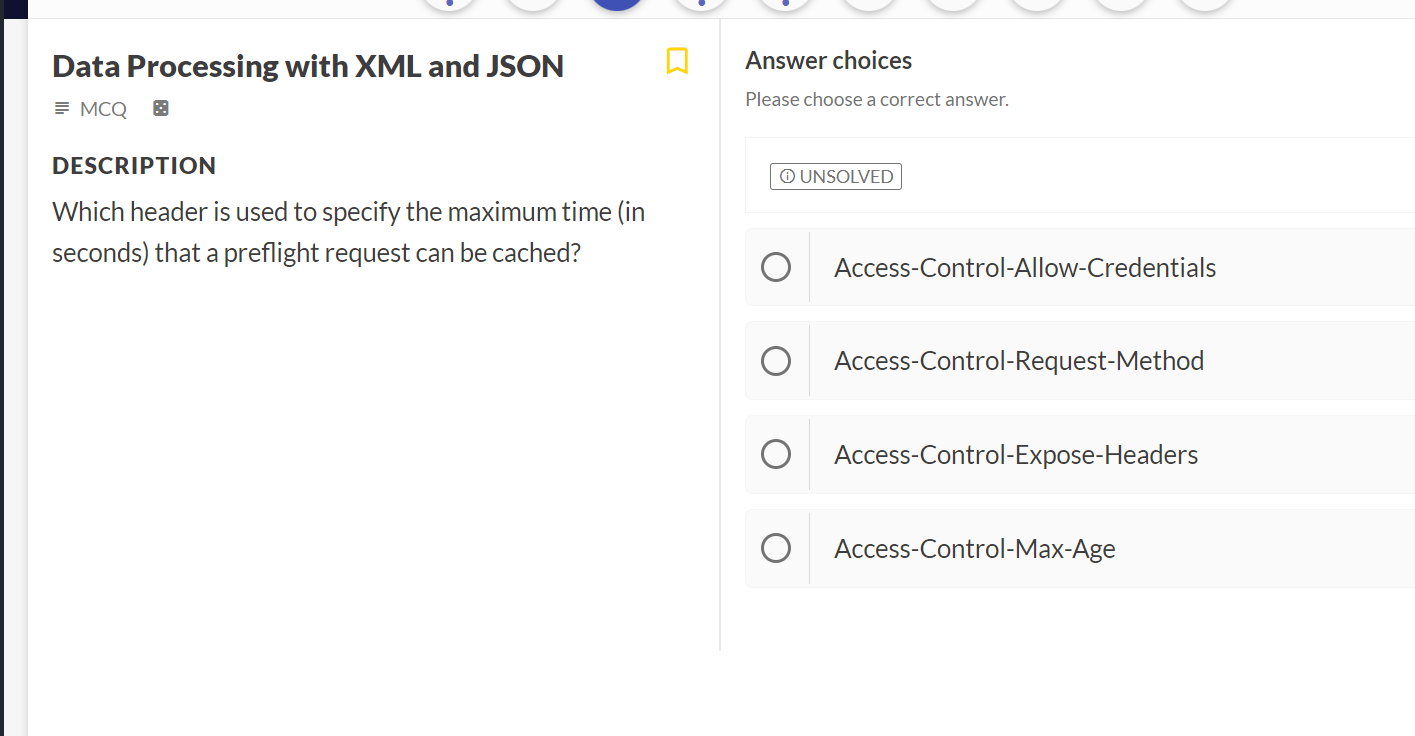 Data Processing with XML and JSON
MCQ
DESCRIPTION
Which header is used to specify the maximum time (in
seconds) that a preflight request can be cached?
Answer choices
Please choose a correct answer.
UNSOLVED
Access-Control-Allow-Credentials
Access-Control-Request-Method
Access-Control-Expose-Headers
Access-Control-Max-Age